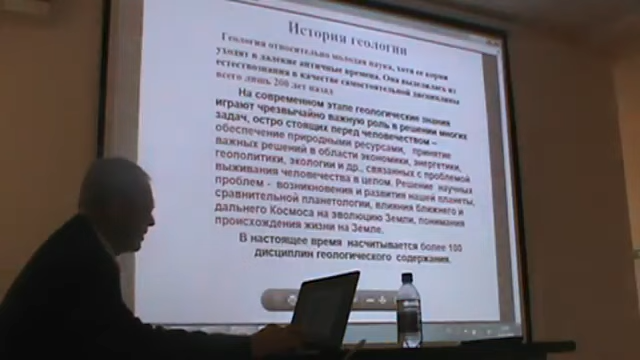 История геологии
Геология относительно молодая наука, хотя ее корни
уходят в далекие античные времена. Она выделилась из
естествознания в качестве самостоятельной дисциплины
всего лишь 200 лет назад
На современном этапе геологические знания
играют чрезвычайно важную роль в решении многих
задач, остро стоящих перед человечеством –
обеспечение природными ресурсами, принятие
важных решений в области экономики, энергетики,
геополитики, экологии и др., связанных с проблемой
выживания человечества в целом. Решение научных
проблем - возникновения и развития нашей планеты,
сравнительной планетологии, влияния ближнего и
дальнего Космоса на эволюцию Земли, понимания
происхождения жизни на Земле.
В настоящее время насчитывается более 100
дисциплин геологического содержания.